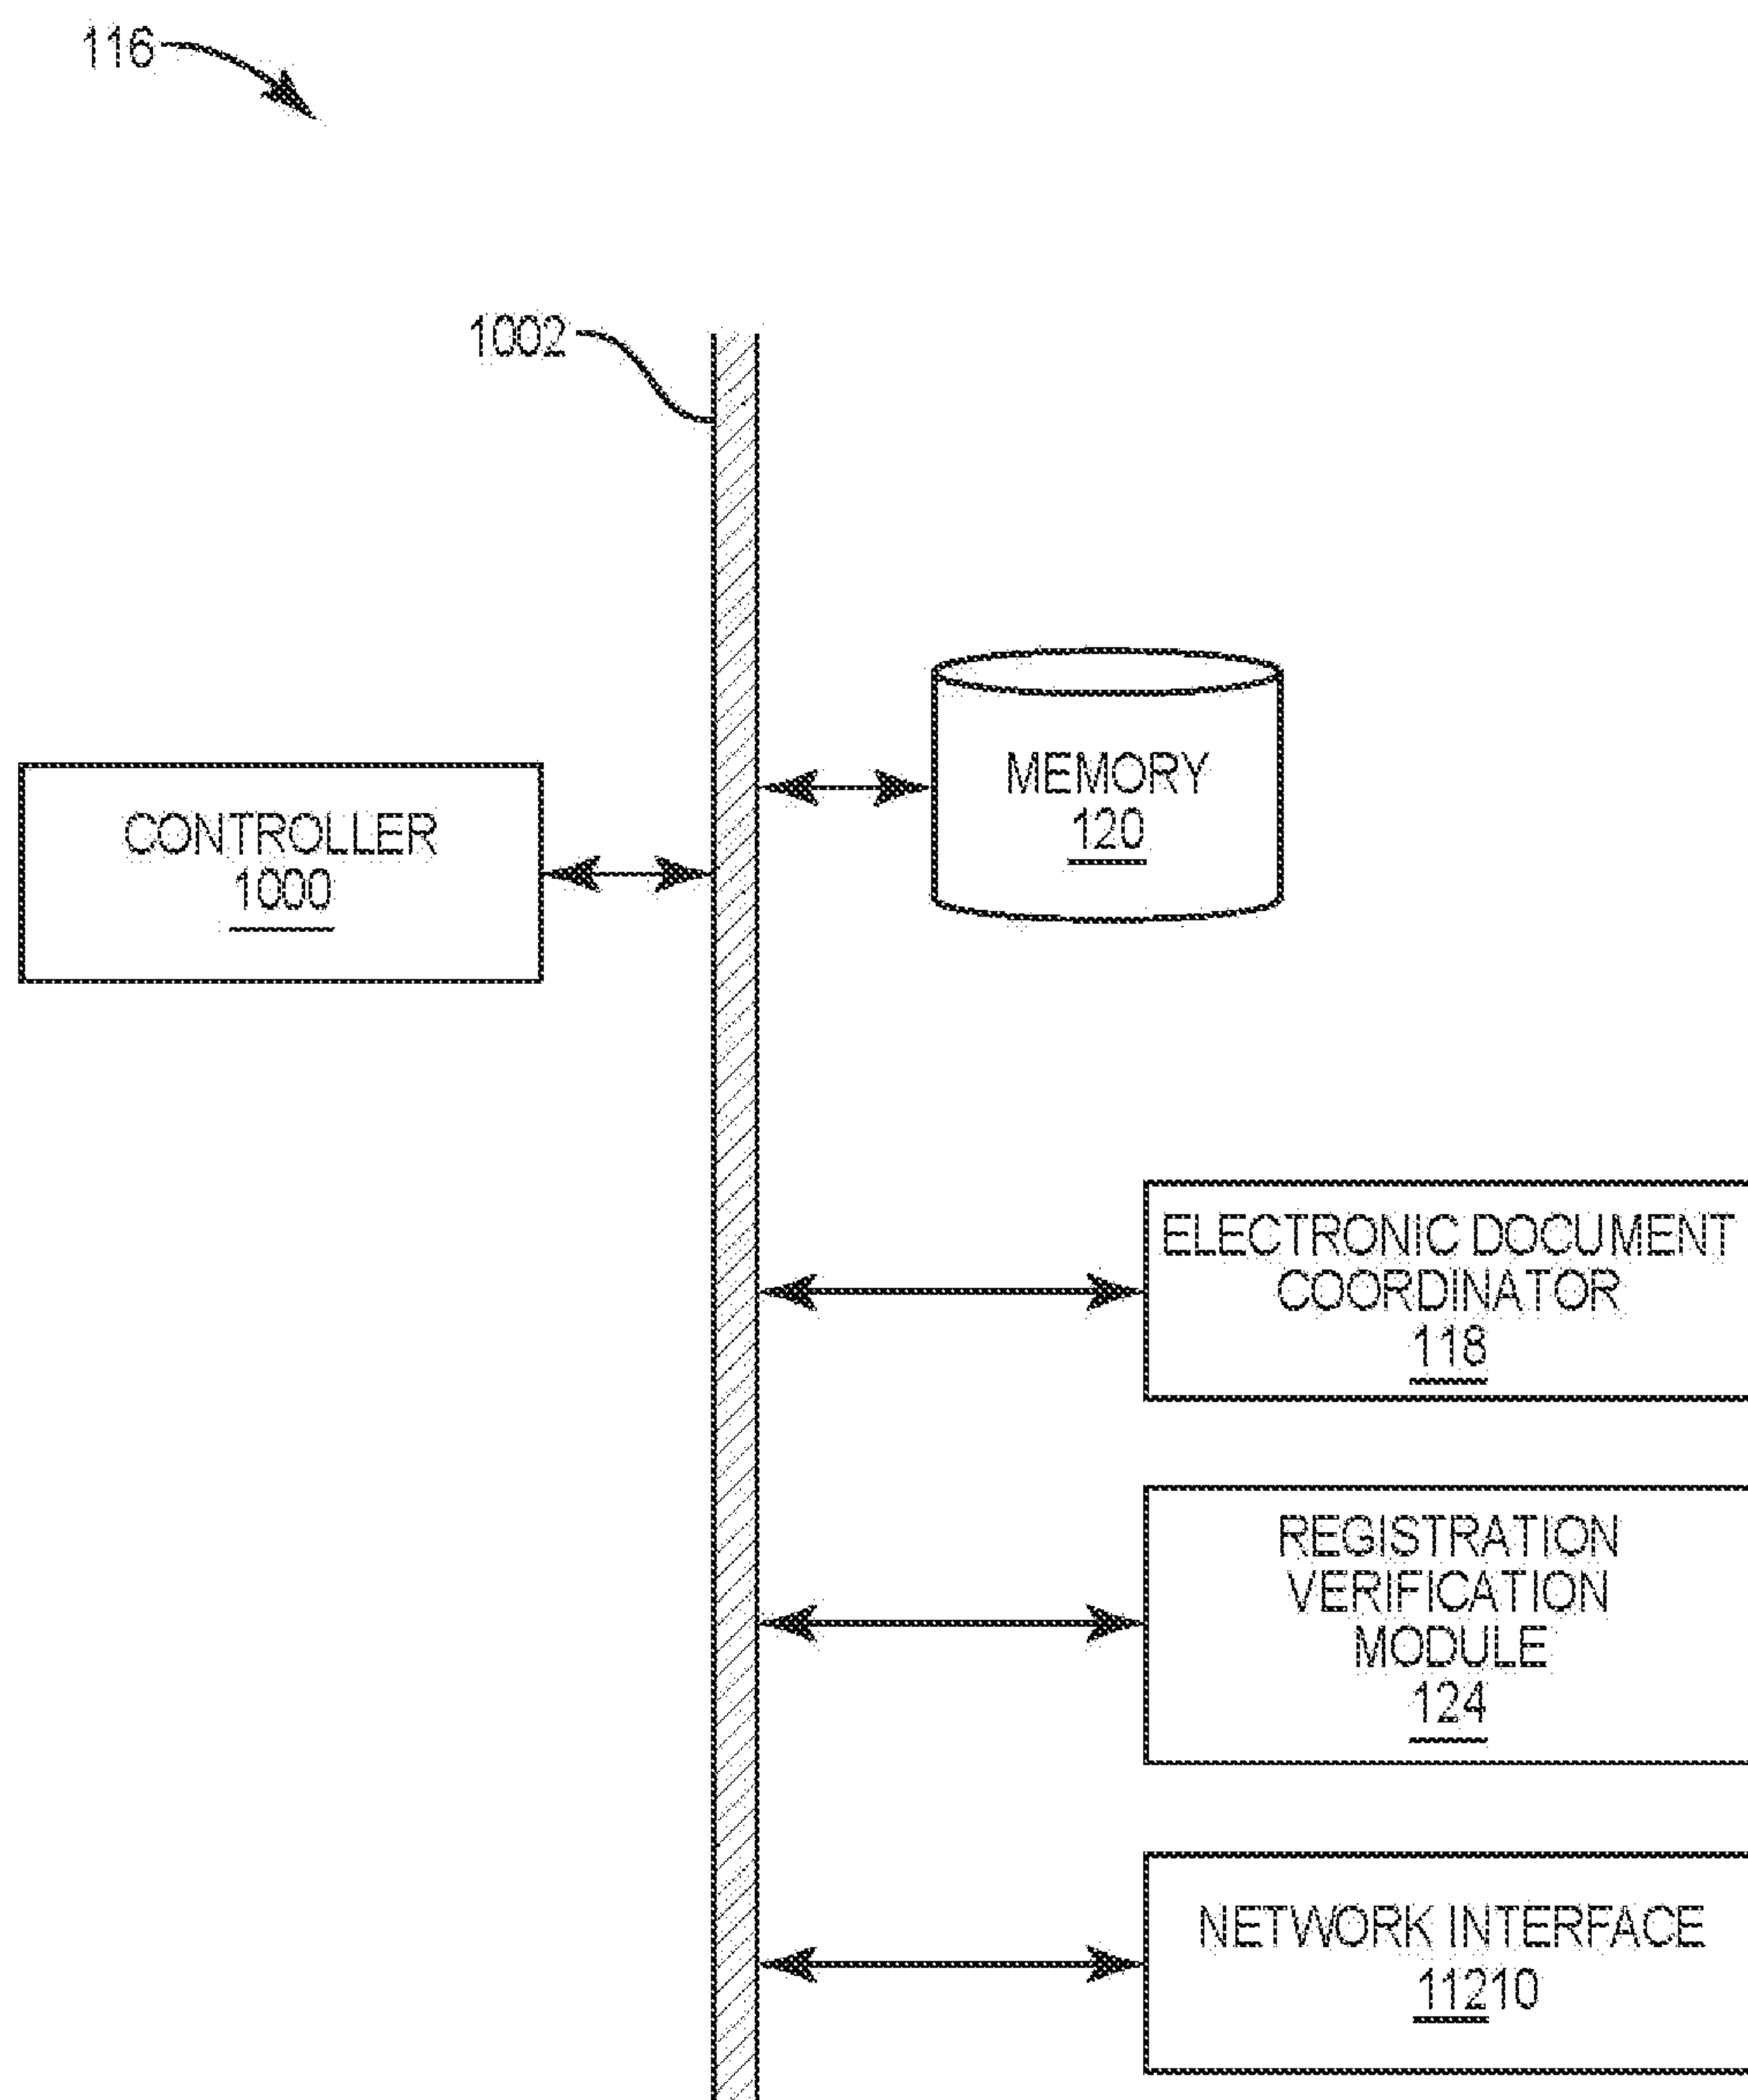 116
1002
MEMORY
120
CONTROLLER
1000
ELECTRONIC DOCUMENT
COORDINATOR
118
REGISTRATION
VERIFICATION
MODULE
124
NETWORK INTERFACE
11210